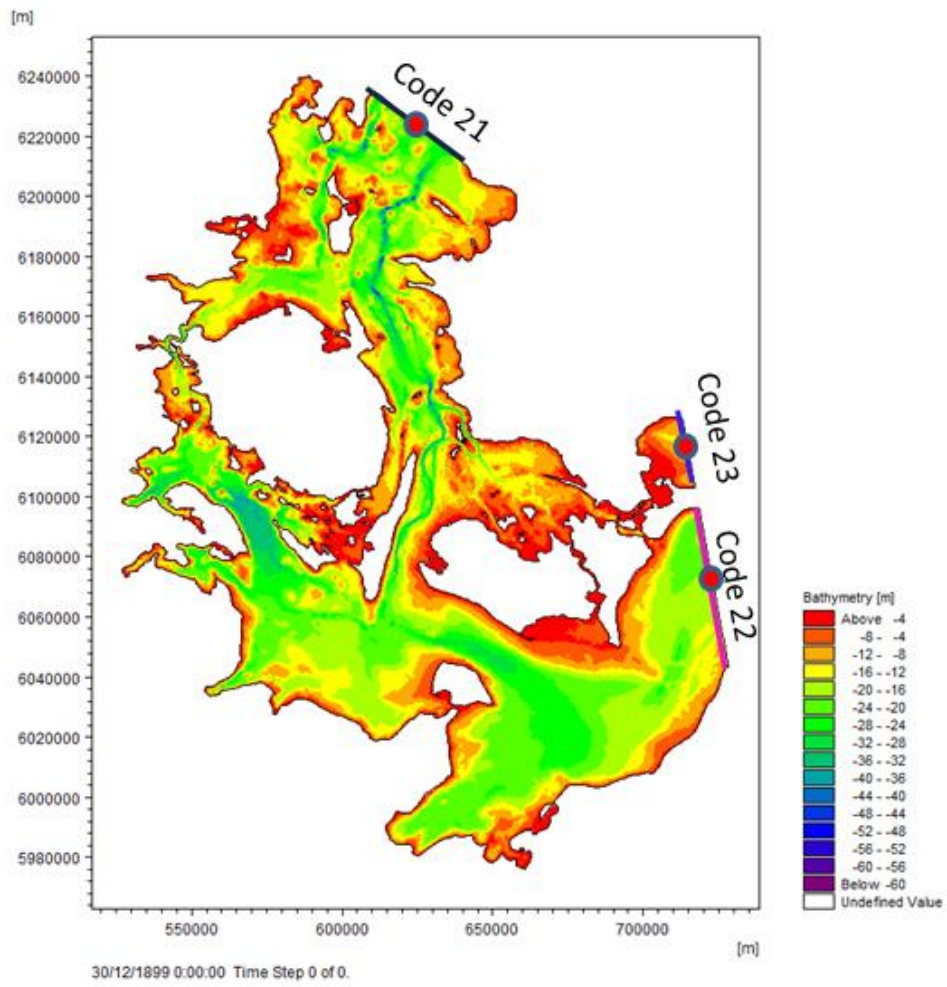 [m]
6240000
6220000
6200000
6180000
6160000
6140000
6120000
6100000
6080000
6060000
6040000
6020000
6000000
5980000
Code 21
Code 23
Code 22
550000
600000
650000
700000
[m]
Bathymetry [m]
Above -4
-8 - -4
-12 - -8
-16 - -12
-20 - -16
-24 - -20
-28 - -24
-32 - -28
-36 - -32
-40 - -36
-44 - -40
-48 - -44
-52 - -48
-56 - -52
-60 - -56
Below -60
Undefined Value
30/12/1899 0:00:00 Time Step 0 of 0.